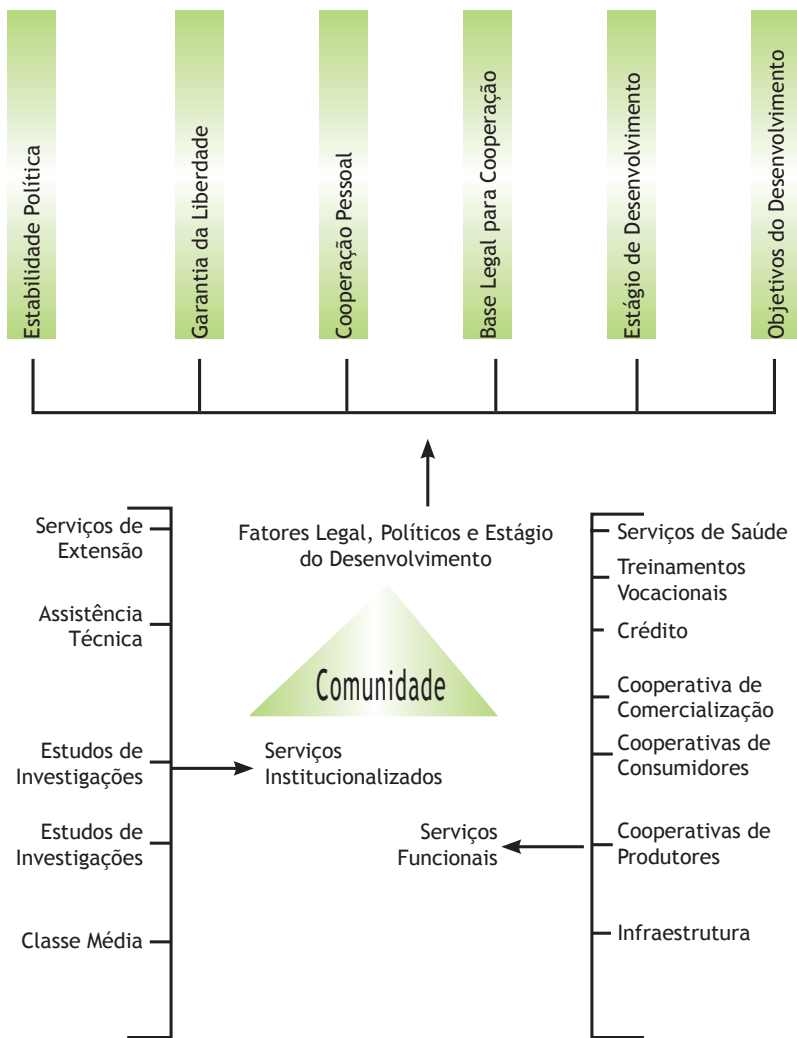 Estabilidade Política
Garantia da Liberdade
Cooperação Pessoal
Base Legal para Cooperação
Estágio de Desenvolvimento
Objetivos do Desenvolvimento
Fatores Legal, Políticos e Estágio
do Desenvolvimento
Comunidade
Serviços de
Extensão
Assistência
Técnica
Estudos de
Investigações
Estudos de
Investigações
Classe Média
Serviços
Institucionalizados
Serviços
Funcionais
Serviços de Saúde
Treinamentos
Vocacionais
Crédito
Cooperativa de
Comercialização
Cooperativas de
Consumidores
Cooperativas de
Produtores
Infraestrutura